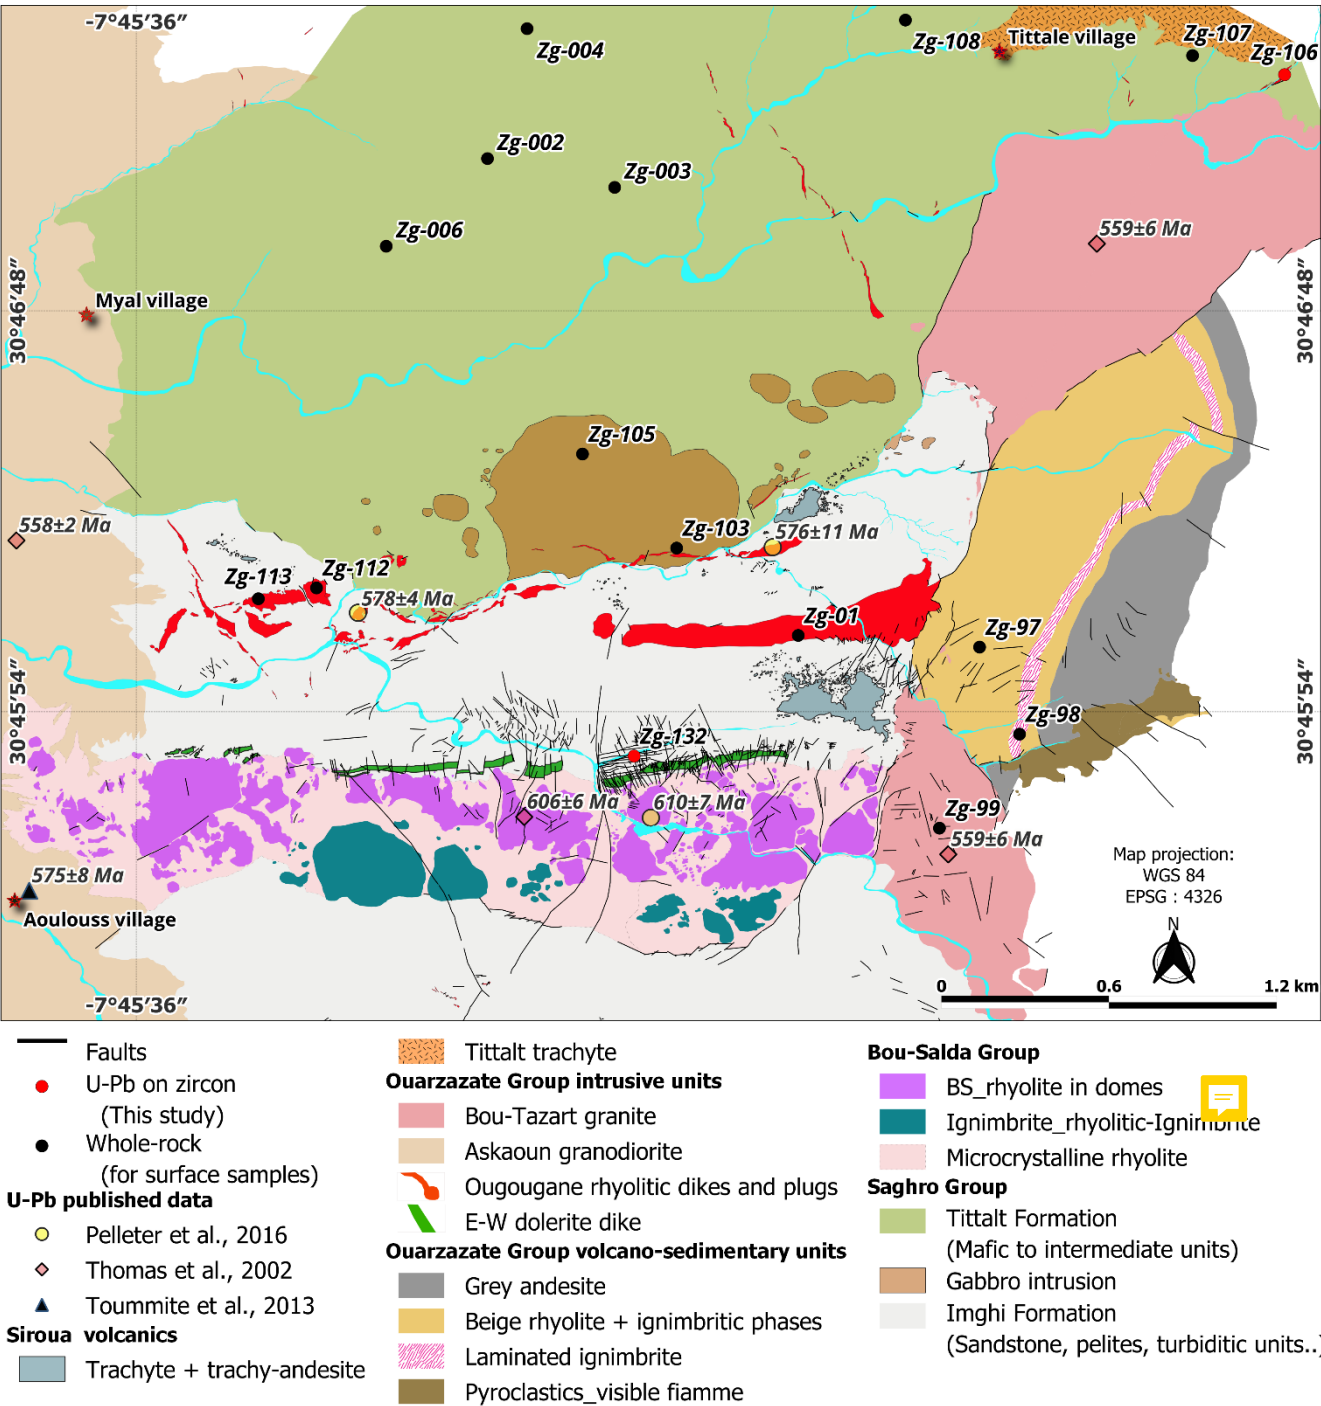 -7°45′36″
Zg-004
Zg-108
Tittale village
Zg-107
Zg-106
Zg-002
Zg-003
Zg-006
559±6 Ma
30°46′48″
Myal village
30°46′48″
Zg-105
558±2 Ma
Zg-103
576±11 Ma
Zg-113
Zg-112
578±4 Ma
Zg-01
Zg-97
30°45′54″
30°45′54″
Zg-98
Zg-132
606±6 Ma
610±7 Ma
Zg-99
559±6 Ma
575±8 Ma
Aoulouss village
Map projection:
WGS 84
EPSG : 4326
N
-7°45′36″
0 0.6 1.2 km
Faults
U-Pb on zircon
(This study)
Whole-rock
(for surface samples)
U-Pb published data
Pelleter et al., 2016
Thomas et al., 2002
Toummite et al., 2013
Siroua volcanics
Trachyte + trachy-andesite
Tittalt trachyte
Ouarzazate Group intrusive units
Bou-Tazart granite
Askaoun granodiorite
Ougougane rhyolitic dikes and plugs
E-W dolerite dike
Ouarzazate Group volcano-sedimentary units
Grey andesite
Beige rhyolite + ignimbritic phases
Laminated ignimbrite
Pyroclastics_visible fiamme
Bou-Salda Group
BS_rhyolite in domes
Ignimbrite_rhyolitic-Ignimbrite
Microcrystalline rhyolite
Saghro Group
Tittalt Formation
(Mafic to intermediate units)
Gabbro intrusion
Imghi Formation
(Sandstone, pelites, turbiditic units..)